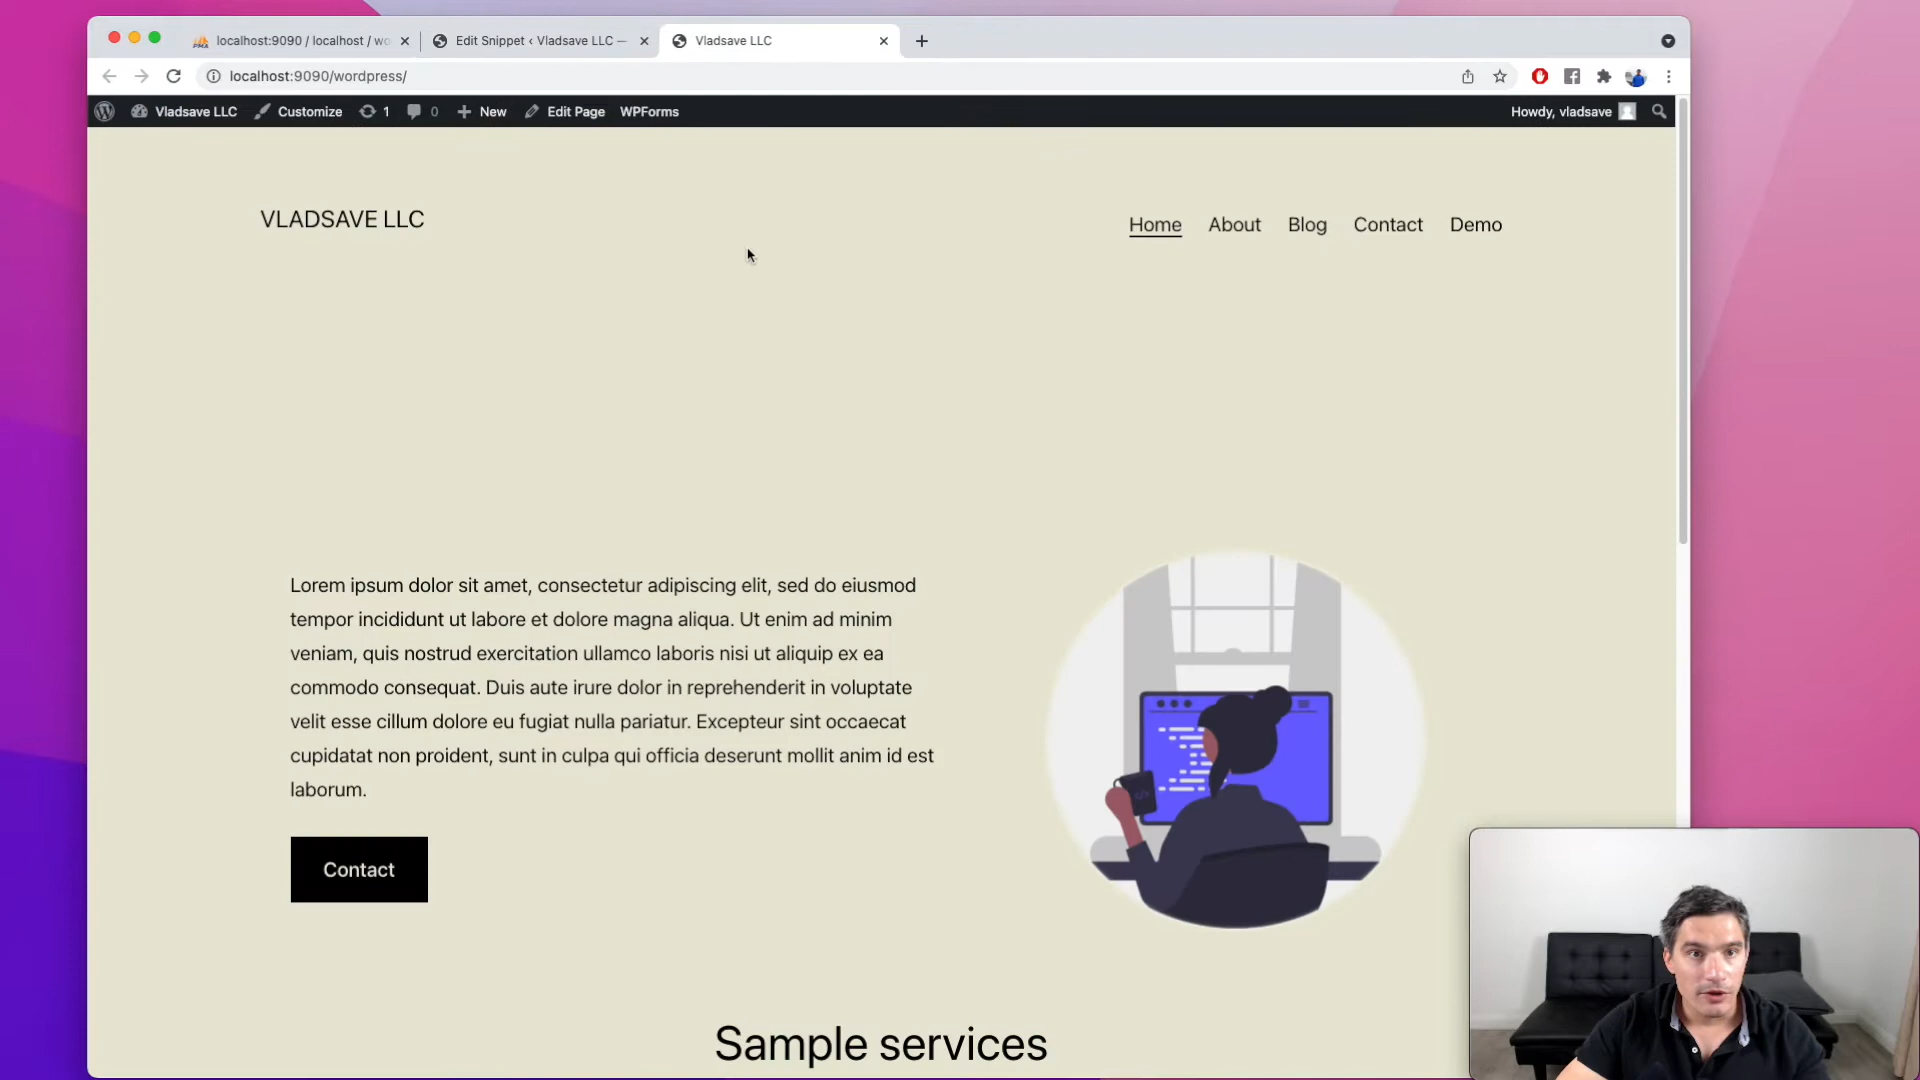 localhost:9090 / localhost / wo
Edit Snippet ‹ Vladsave LLC —
Vladsave LLC
localhost:9090/wordpress/
Vladsave LLC
Customize
1
0
New
Edit Page
WPForms
Howdy, vladsave
VLADSAVE LLC
Home
About
Blog
Contact
Demo
Lorem ipsum dolor sit amet, consectetur adipiscing elit, sed do eiusmod
tempor incididunt ut labore et dolore magna aliqua. Ut enim ad minim
veniam, quis nostrud exercitation ullamco laboris nisi ut aliquip ex ea
commodo consequat. Duis aute irure dolor in reprehenderit in voluptate
velit esse cillum dolore eu fugiat nulla pariatur. Excepteur sint occaecat
cupidatat non proident, sunt in culpa qui officia deserunt mollit anim id est
laborum.
Contact
Sample services